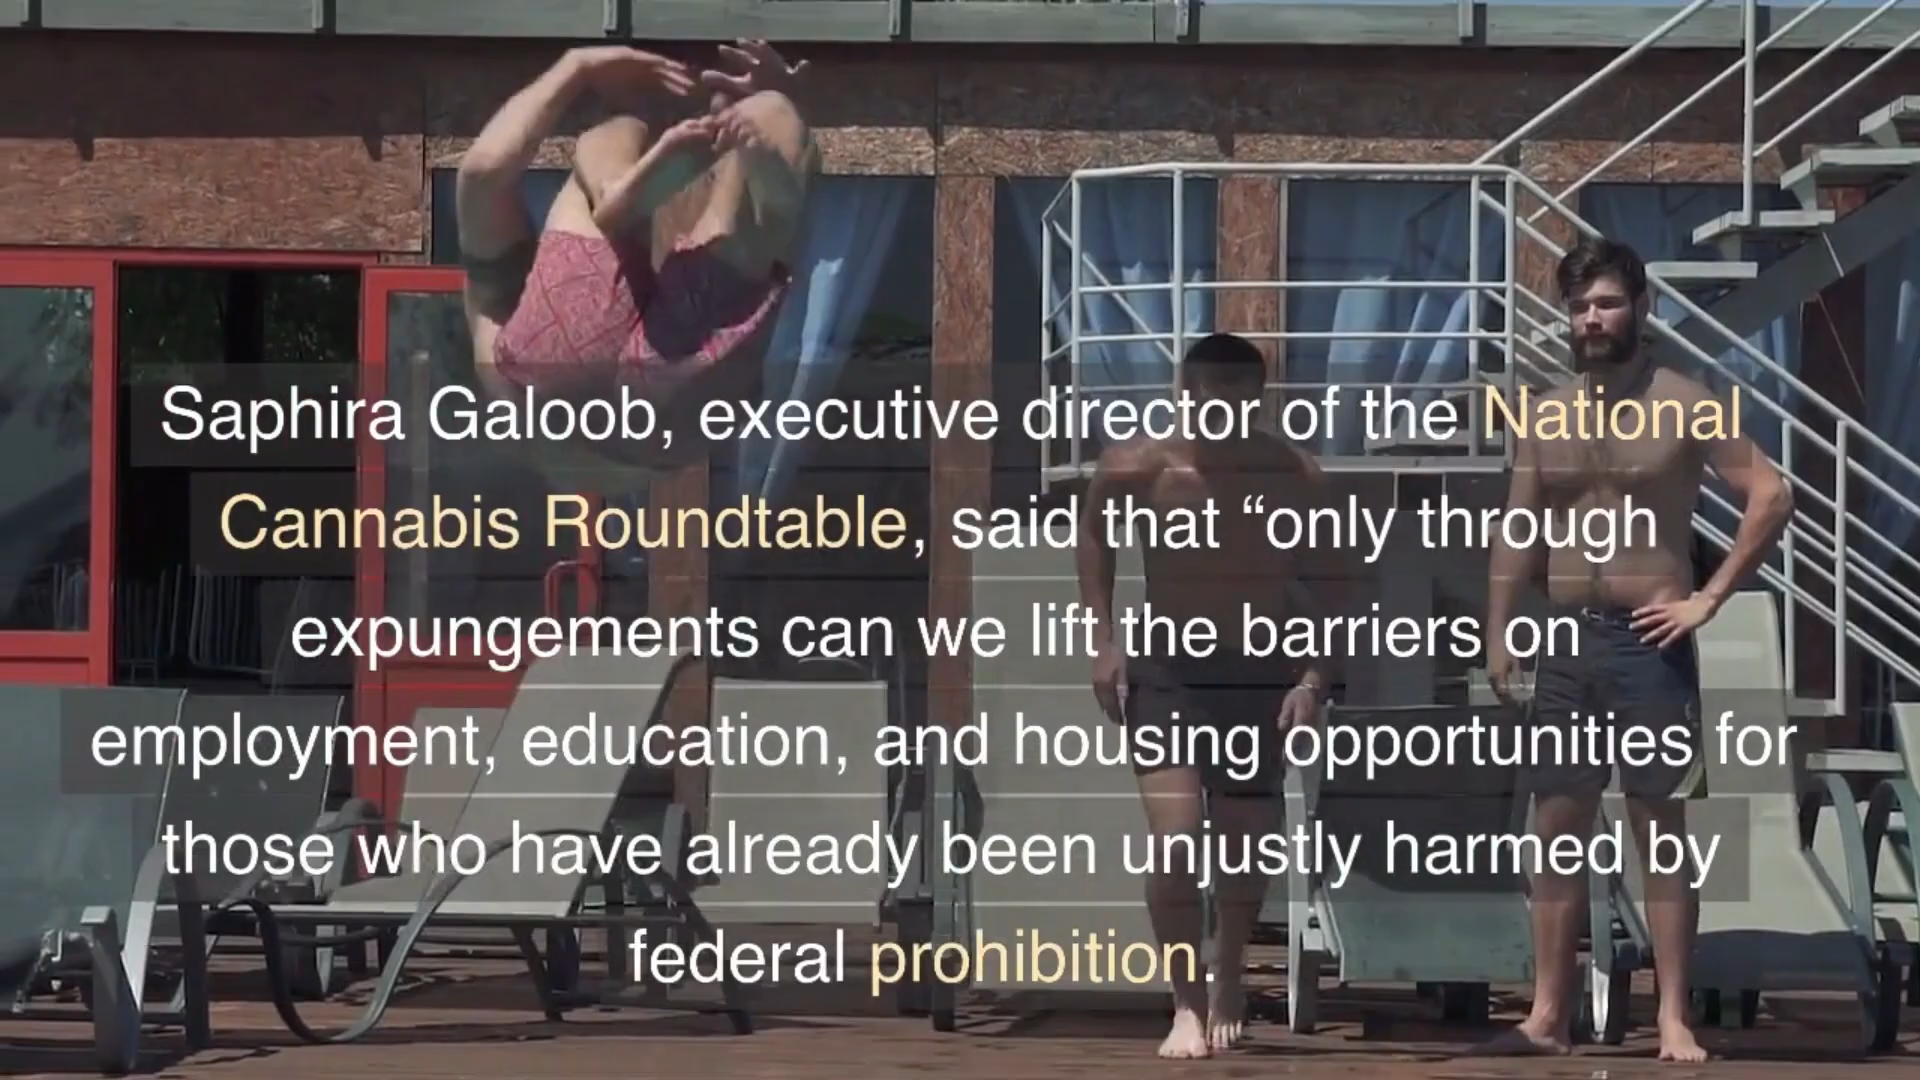 Saphira Galoob, executive director of the National
Cannabis Roundtable, said that “only through
expungements can we lift the barriers on
employment, education, and housing opportunities for
those who have already been unjustly harmed by
federal prohibition.